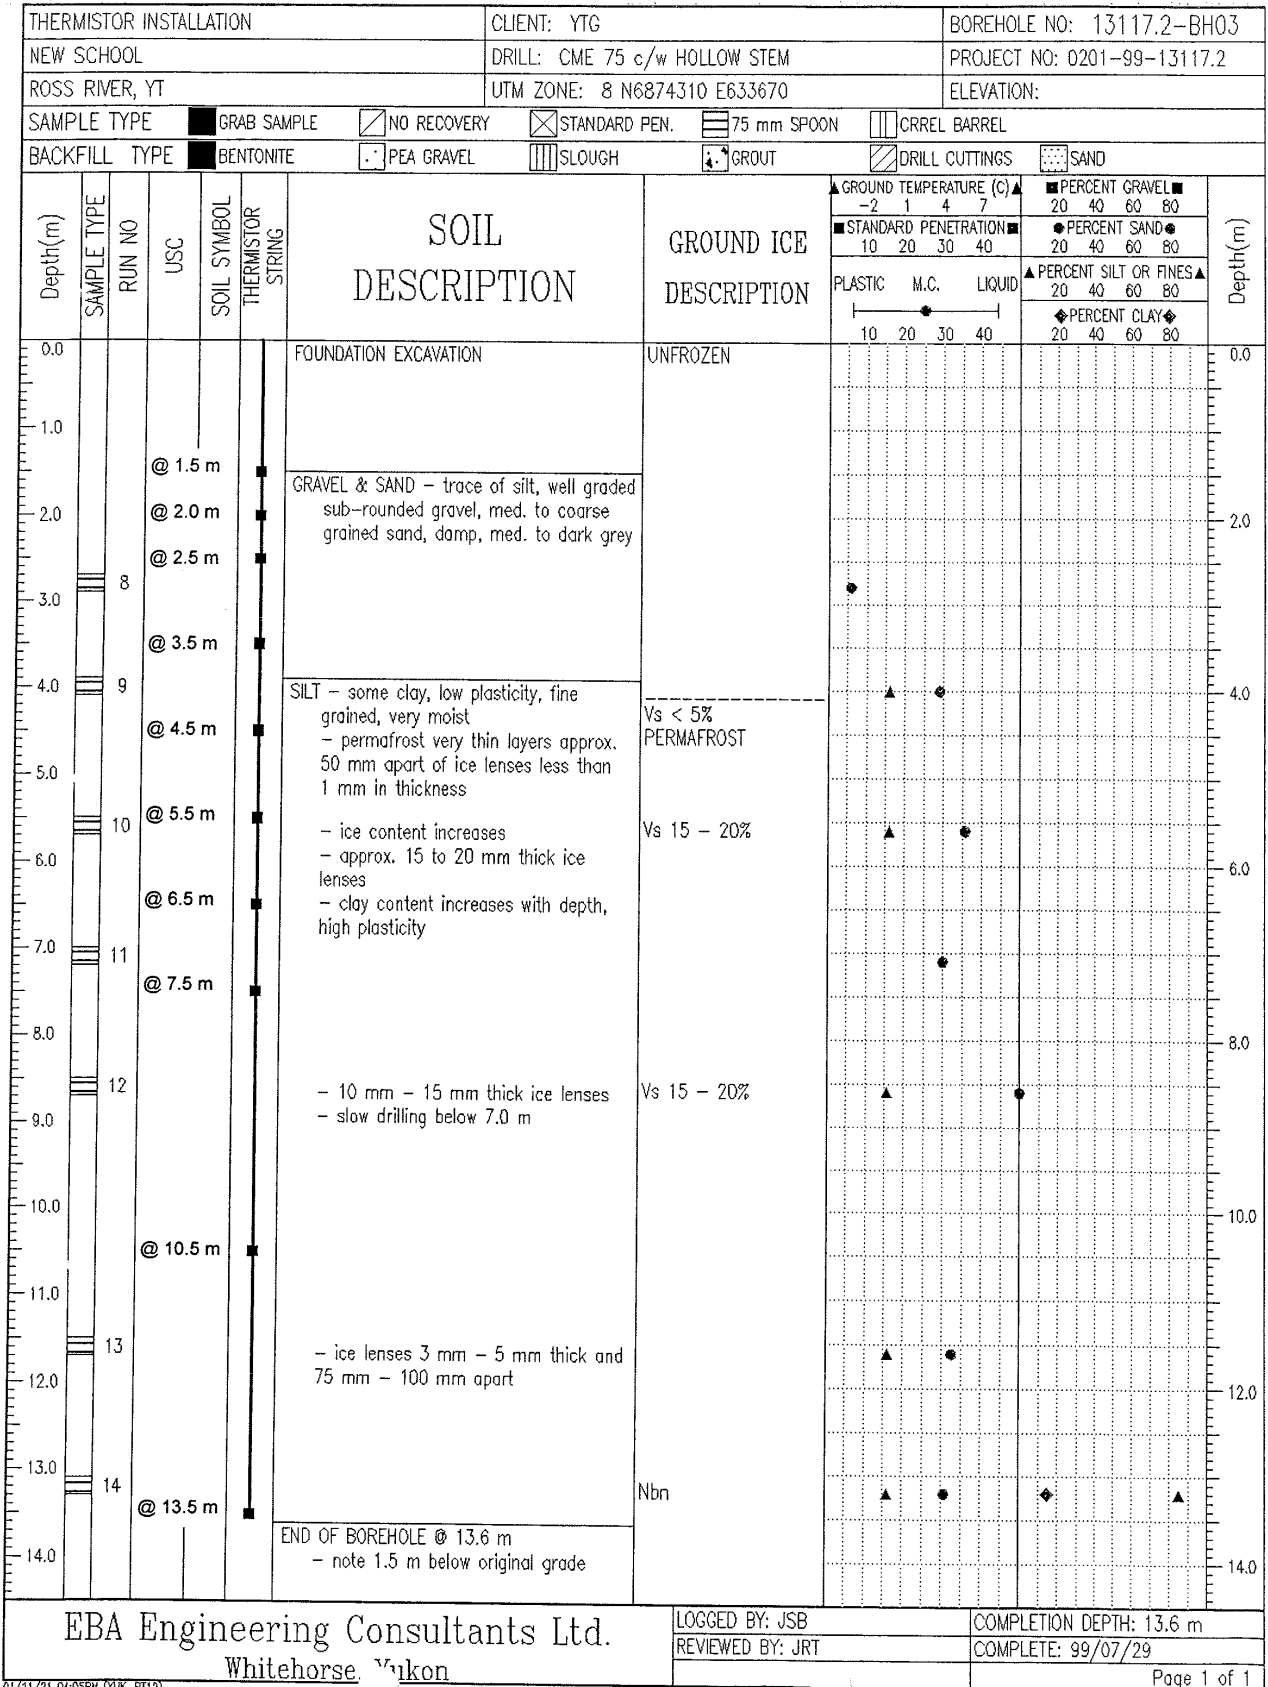 THERMISTOR INSTALLATION
CLIENT: YTG
BOREHOLE NO: 13117.2-BH03
NEW SCHOOL
DRILL: CME 75 c/w HOLLOW STEM
PROJECT NO: 0201-99-13117.2
ROSS RIVER, YT
UTM ZONE: 8 N6874310 E633670
ELEVATION:
SAMPLE TYPE GRAB SAMPLE NO RECOVERY STANDARD PEN. 75 mm SPOON CRREL BARREL
BACKFILL TYPE BENTONITE PEA GRAVEL SLOUGH GROUT DRILL CUTTINGS SAND
Depth(m)
SAMPLE TYPE
RUN NO
USC
SOIL SYMBOL
THERMISTOR
STRING
SOIL
DESCRIPTION
GROUND ICE
DESCRIPTION
GROUND TEMPERATURE (C)
-2 1 4 7
STANDARD PENETRATION
10 20 30 40
PLASTIC M.C. LIQUID
10 20 30 40
PERCENT GRAVEL
20 40 60 80
PERCENT SAND
20 40 60 80
PERCENT SILT OR FINES
20 40 60 80
PERCENT CLAY
20 40 60 80
Depth(m)
0.0
FOUNDATION EXCAVATION
UNFROZEN
0.0
1.0
@ 1.5 m
GRAVEL & SAND - trace of silt, well graded
sub-rounded gravel, med. to coarse
grained sand, damp, med. to dark grey
2.0
@ 2.0 m
2.0
@ 2.5 m
8
3.0
@ 3.5 m
4.0
9
SILT - some clay, low plasticity, fine
grained, very moist
- permafrost very thin layers approx.
50 mm apart of ice lenses less than
1 mm in thickness
4.0
Vs < 5%
PERMAFROST
@ 4.5 m
5.0
@ 5.5 m
10
- ice content increases
Vs 15 - 20%
- approx. 15 to 20 mm thick ice
lenses
- clay content increases with depth,
high plasticity
6.0
6.0
@ 6.5 m
7.0
11
@ 7.5 m
8.0
8.0
12
- 10 mm - 15 mm thick ice lenses
Vs 15 - 20%
- slow drilling below 7.0 m
9.0
10.0
10.0
@ 10.5 m
11.0
13
- ice lenses 3 mm - 5 mm thick and
75 mm - 100 mm apart
12.0
12.0
13.0
14
Nbn
@ 13.5 m
END OF BOREHOLE @ 13.6 m
- note 1.5 m below original grade
14.0
14.0
EBA Engineering Consultants Ltd.
Whitehorse, Yukon
LOGGED BY: JSB
COMPLETION DEPTH: 13.6 m
REVIEWED BY: JRT
COMPLETE: 99/07/29
Page 1 of 1